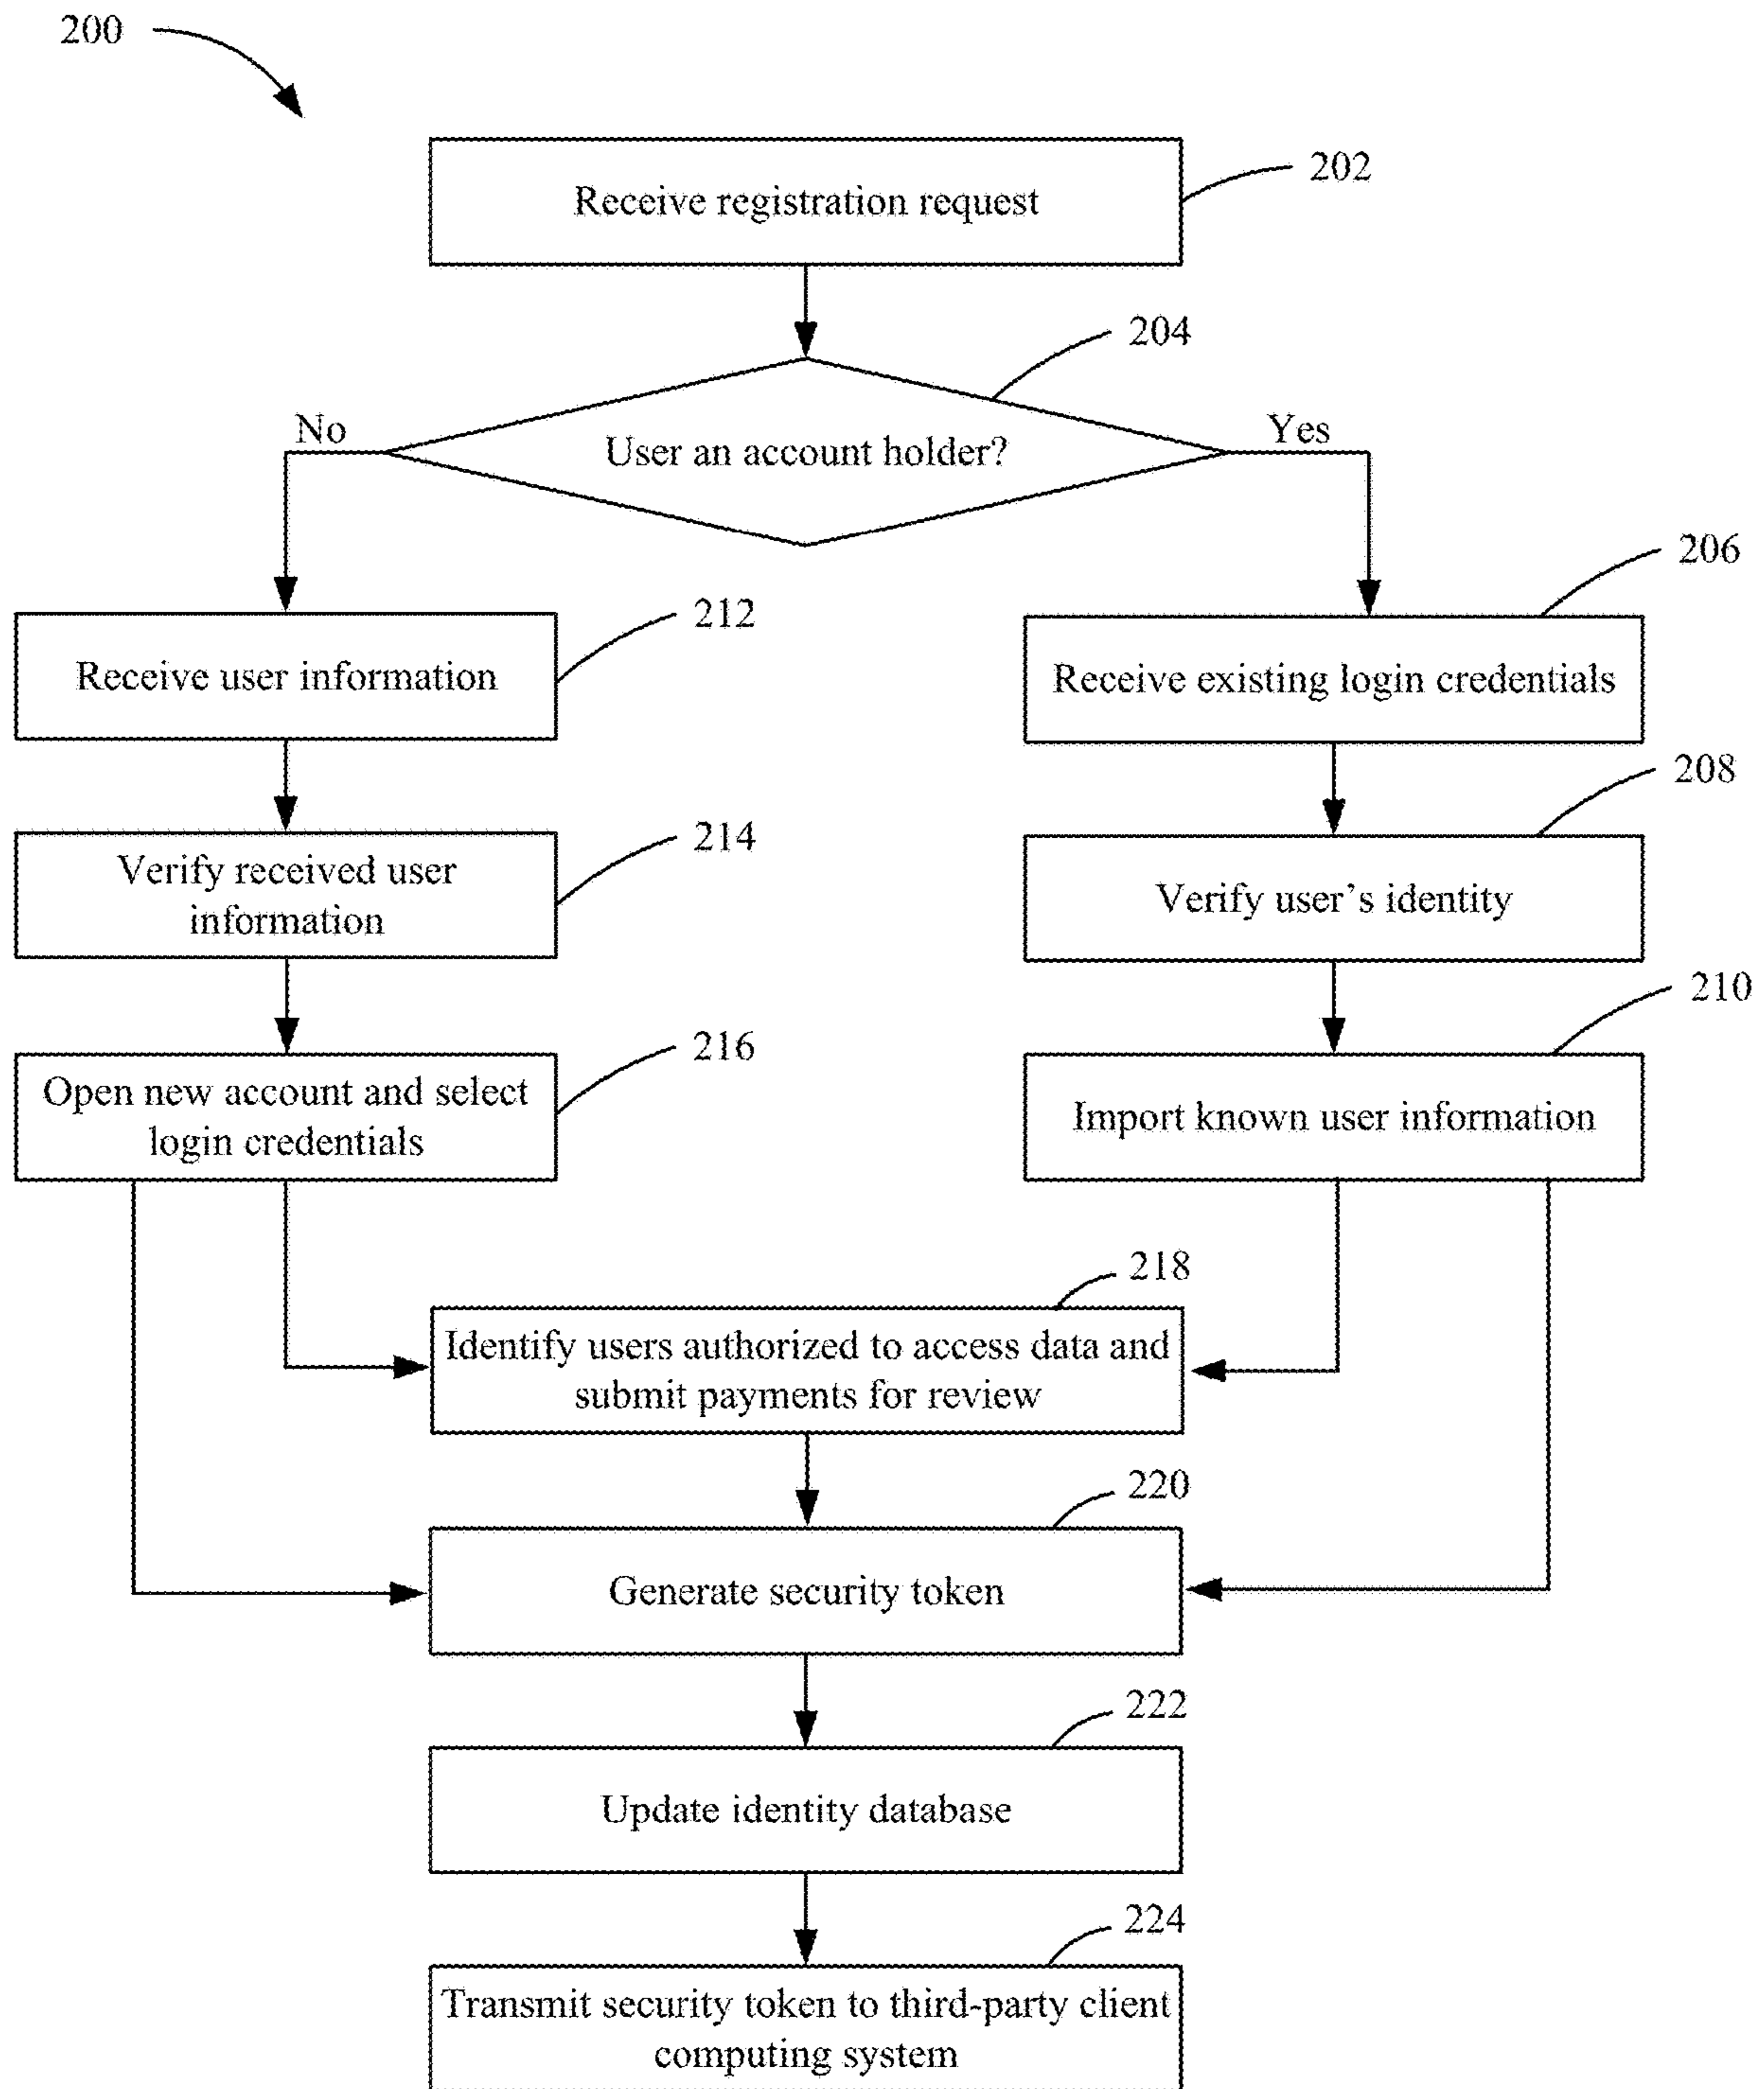 200
Receive registration request
202
204
User an account holder?
No
Yes
206
212
Receive user information
Receive existing login credentials
208
214
Verify received user
information
Verify user’s identity
210
216
Open new account and select
login credentials
Import known user information
218
Identify users authorized to access data and
submit payments for review
220
Generate security token
222
Update identity database
224
Transmit security token to third-party client
computing system